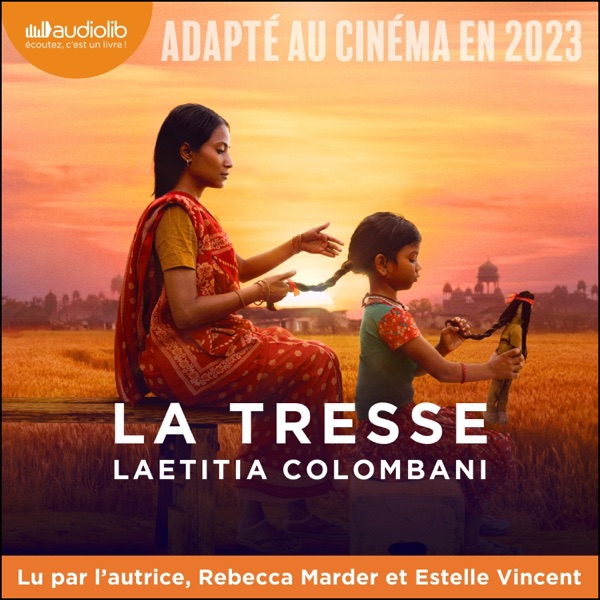 audiolib
écoutez, c'est un livre !
ADAPTÉ AU CINÉMA EN 2023
LA TRESSE
LAETITIA COLOMBANI
Lu par l'autrice, Rebecca Marder et Estelle Vincent